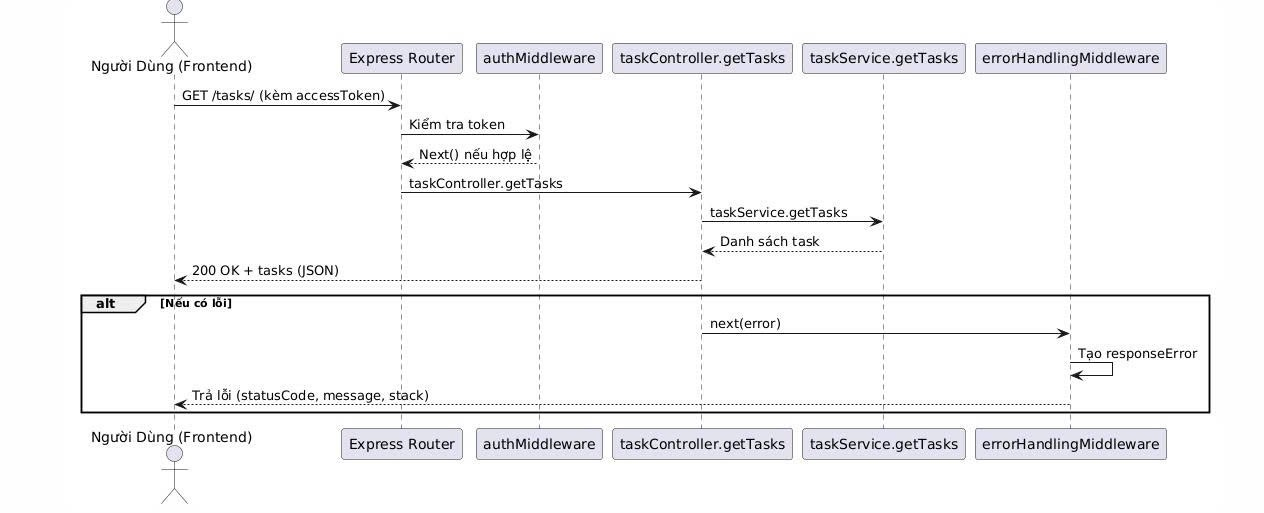 Người Dùng (Frontend)
Express Router
authMiddleware
taskController.getTasks
taskService.getTasks
errorHandlingMiddleware
GET /tasks/ (kèm accessToken)
Kiểm tra token
Next() nếu hợp lệ
taskController.getTasks
taskService.getTasks
Danh sách task
200 OK + tasks (JSON)
alt
[Nếu có lỗi]
next(error)
Tạo responseError
Trả lỗi (statusCode, message, stack)
Người Dùng (Frontend)
Express Router
authMiddleware
taskController.getTasks
taskService.getTasks
errorHandlingMiddleware